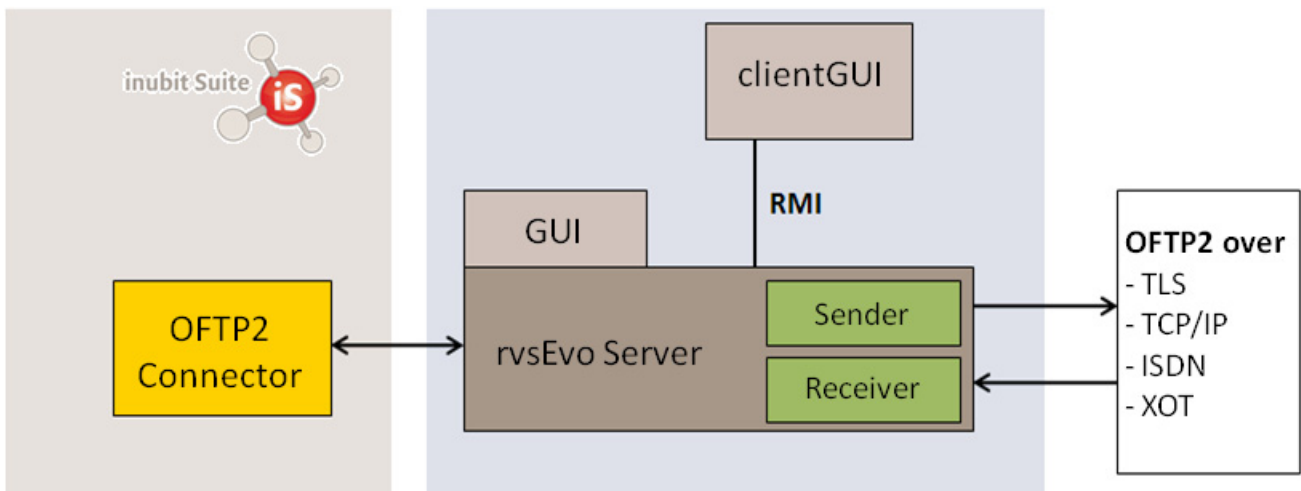 inubit Suite
iS
clientGUI
RMI
GUI
OFTP2
Connector
rvsEvo Server
Sender
Receiver
OFTP2 over
- TLS
- TCP/IP
- ISDN
- XOT